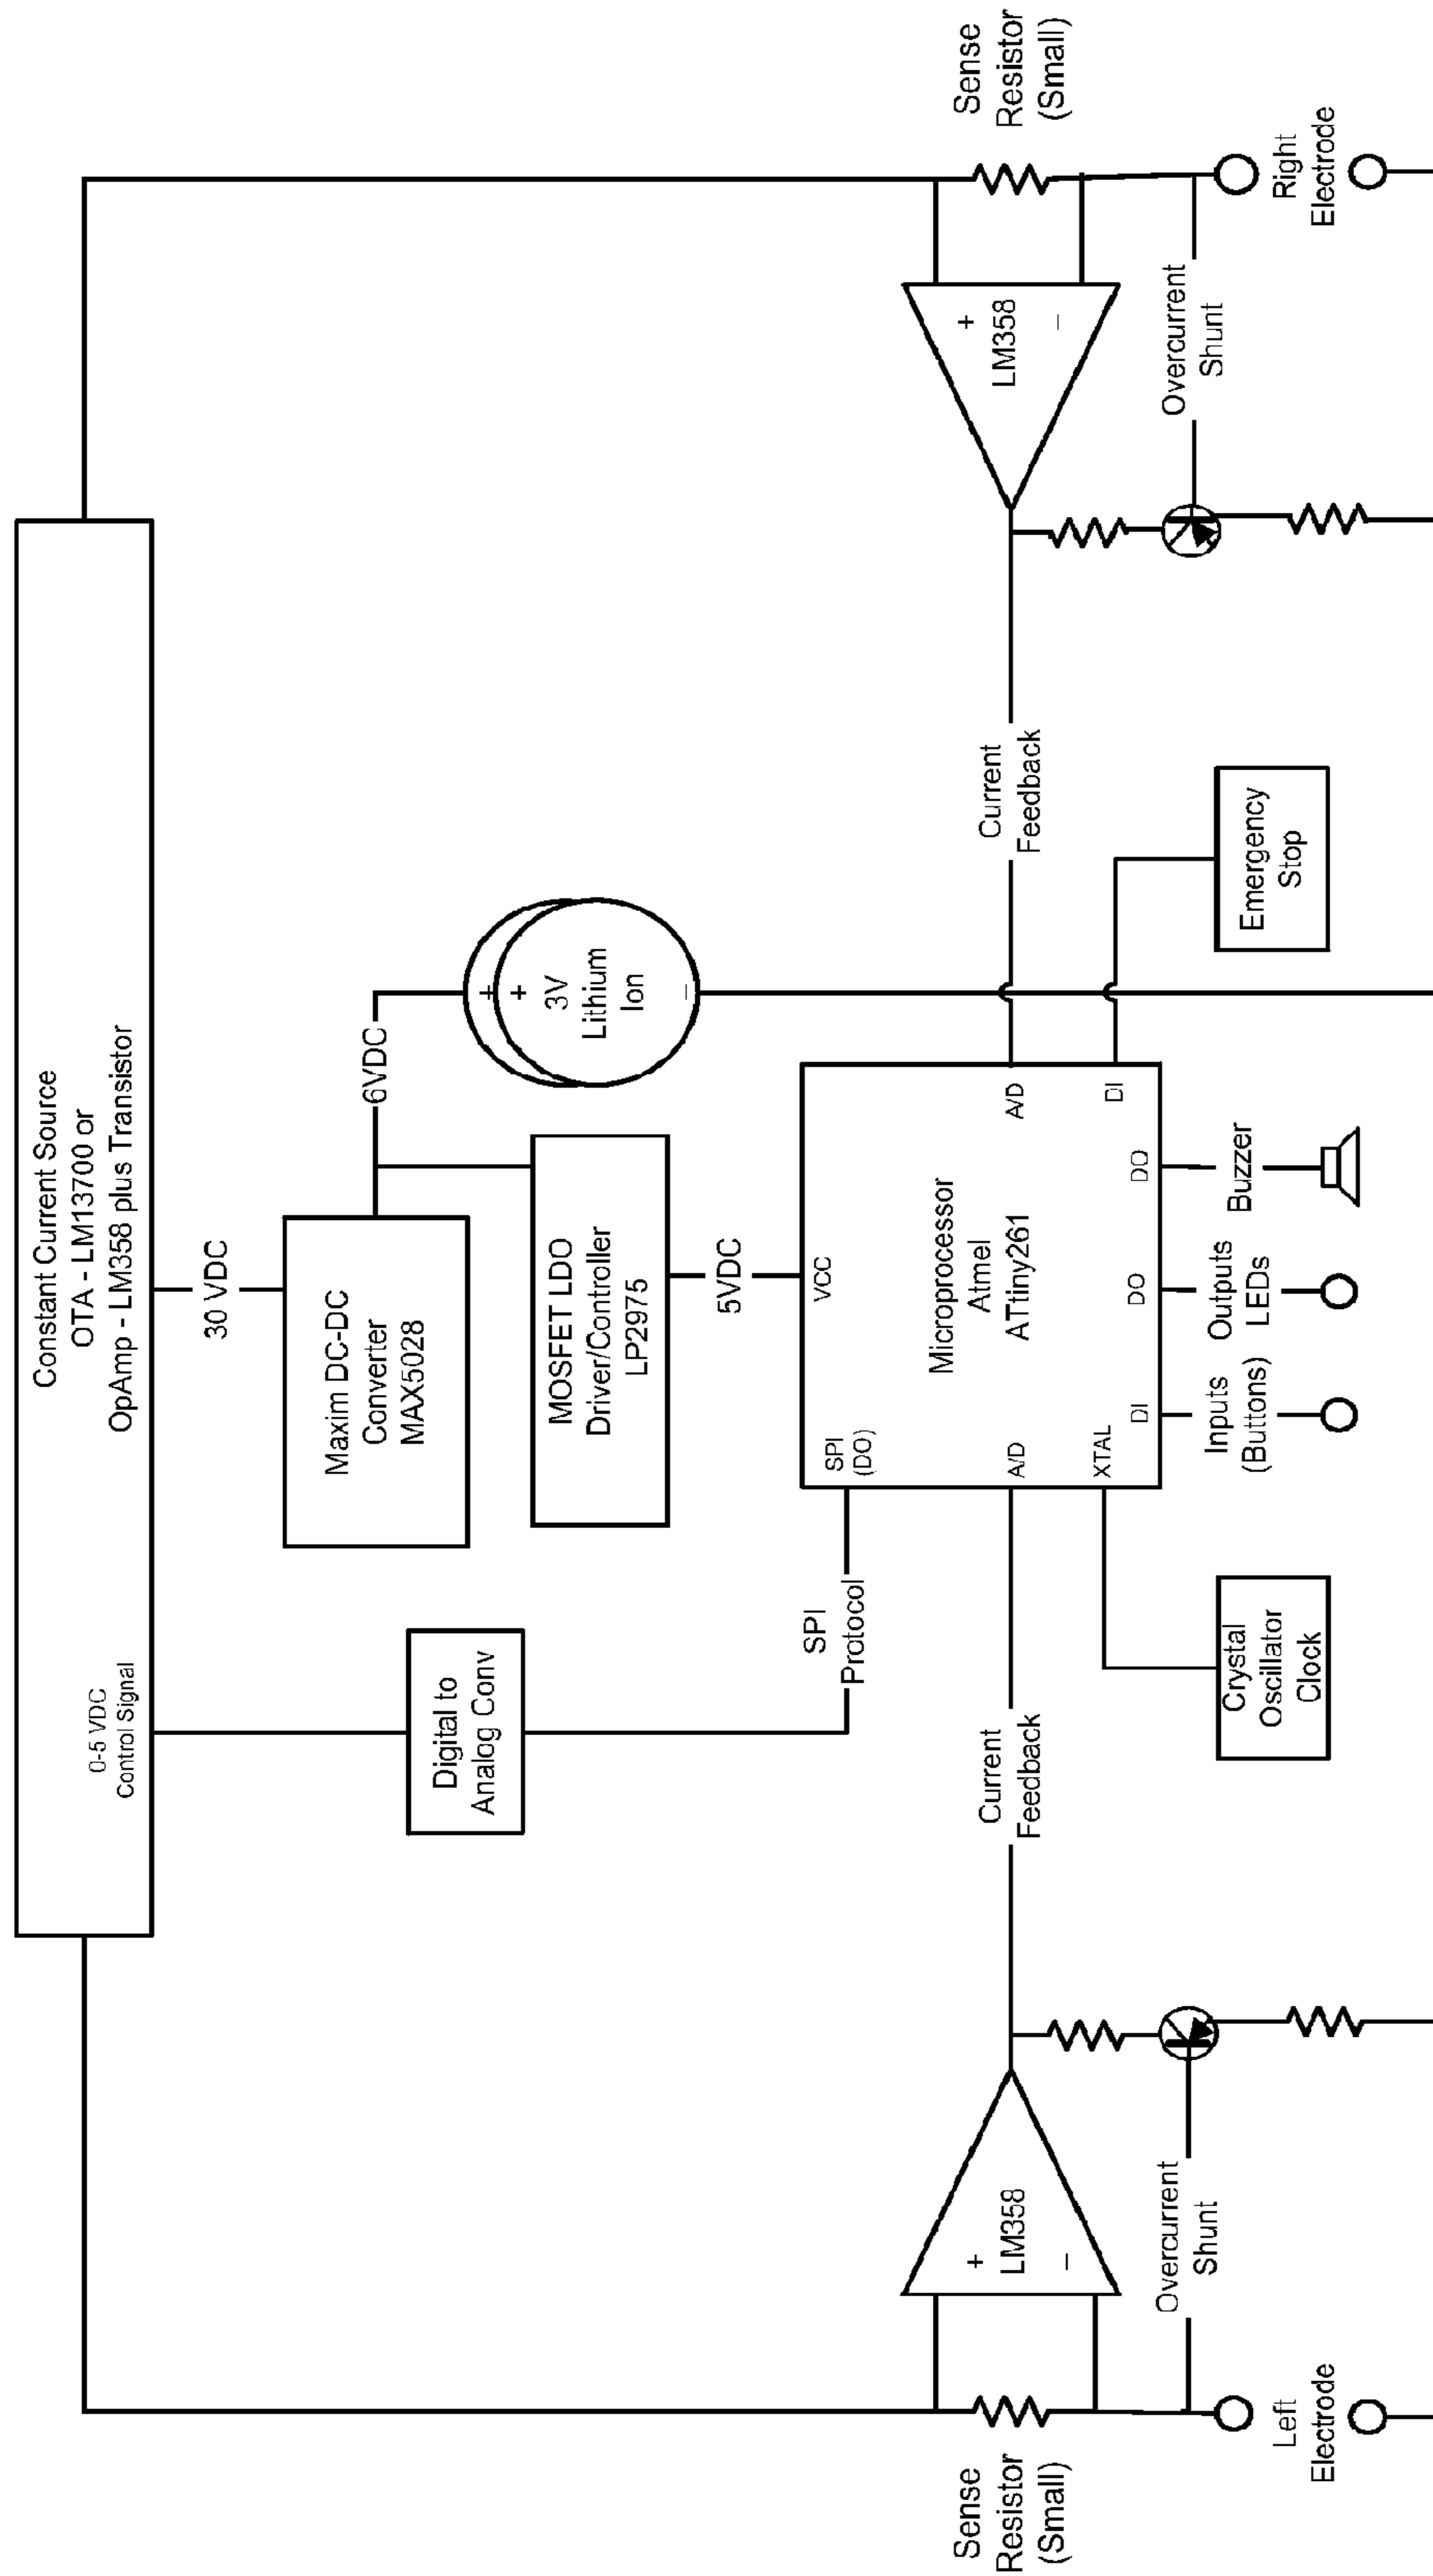 Constant Current Source
OTA - LM13700 or
OpAmp - LM358 plus Transistor
0-5 VDC
Control Signal
30 VDC
Maxim DC-DC
Converter
MAX5028
6VDC
MOSFET LDO
Driver/Controller
LP2975
5VDC
Digital to
Analog Conv
SPI
Protocol
+
+
3V
Lithium
Ion
–
VCC
SPI
(DO)
Microprocessor
Atmel
ATtiny261
A/D
A/D
XTAL
DI
DI
DO
DO
Inputs
(Buttons)
Outputs
LEDs
Buzzer
Crystal
Oscillator
Clock
Emergency
Stop
Current
Feedback
Current
Feedback
+
LM358
–
+
LM358
–
Overcurrent
Shunt
Overcurrent
Shunt
Sense
Resistor
(Small)
Sense
Resistor
(Small)
Left
Electrode
Right
Electrode